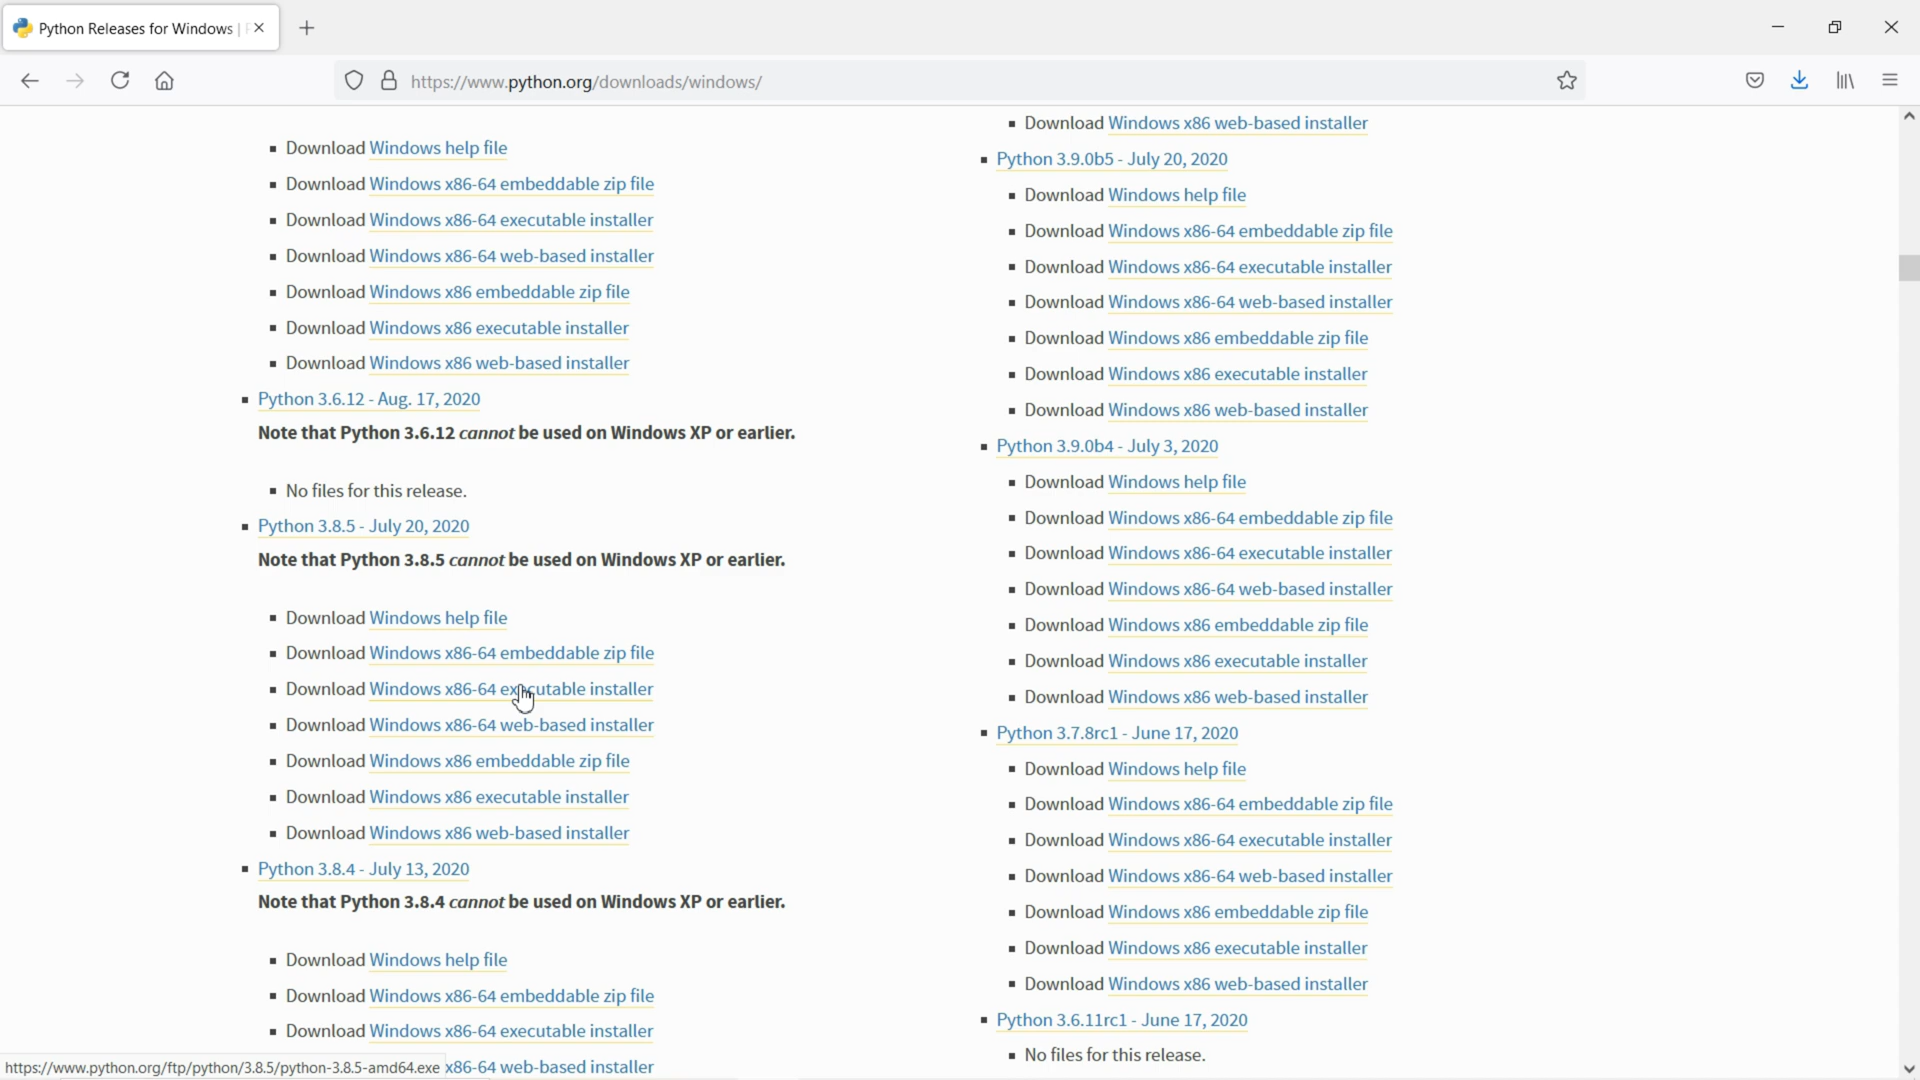 Python Releases for Windows |
https://www.python.org/downloads/windows/
Download Windows help file
Download Windows x86-64 embeddable zip file
Download Windows x86-64 executable installer
Download Windows x86-64 web-based installer
Download Windows x86 embeddable zip file
Download Windows x86 executable installer
Download Windows x86 web-based installer
Python 3.6.12 - Aug. 17, 2020
Note that Python 3.6.12 cannot be used on Windows XP or earlier.
No files for this release.
Python 3.8.5 - July 20, 2020
Note that Python 3.8.5 cannot be used on Windows XP or earlier.
Download Windows help file
Download Windows x86-64 embeddable zip file
Download Windows x86-64 executable installer
Download Windows x86-64 web-based installer
Download Windows x86 embeddable zip file
Download Windows x86 executable installer
Download Windows x86 web-based installer
Python 3.8.4 - July 13, 2020
Note that Python 3.8.4 cannot be used on Windows XP or earlier.
Download Windows help file
Download Windows x86-64 embeddable zip file
Download Windows x86-64 executable installer
x86-64 web-based installer
Download Windows x86 web-based installer
Python 3.9.0b5 - July 20, 2020
Download Windows help file
Download Windows x86-64 embeddable zip file
Download Windows x86-64 executable installer
Download Windows x86-64 web-based installer
Download Windows x86 embeddable zip file
Download Windows x86 executable installer
Download Windows x86 web-based installer
Python 3.9.0b4 - July 3, 2020
Download Windows help file
Download Windows x86-64 embeddable zip file
Download Windows x86-64 executable installer
Download Windows x86-64 web-based installer
Download Windows x86 embeddable zip file
Download Windows x86 executable installer
Download Windows x86 web-based installer
Python 3.7.8rc1 - June 17, 2020
Download Windows help file
Download Windows x86-64 embeddable zip file
Download Windows x86-64 executable installer
Download Windows x86-64 web-based installer
Download Windows x86 embeddable zip file
Download Windows x86 executable installer
Download Windows x86 web-based installer
Python 3.6.11rc1 - June 17, 2020
No files for this release.
https://www.python.org/ftp/python/3.8.5/python-3.8.5-amd64.exe